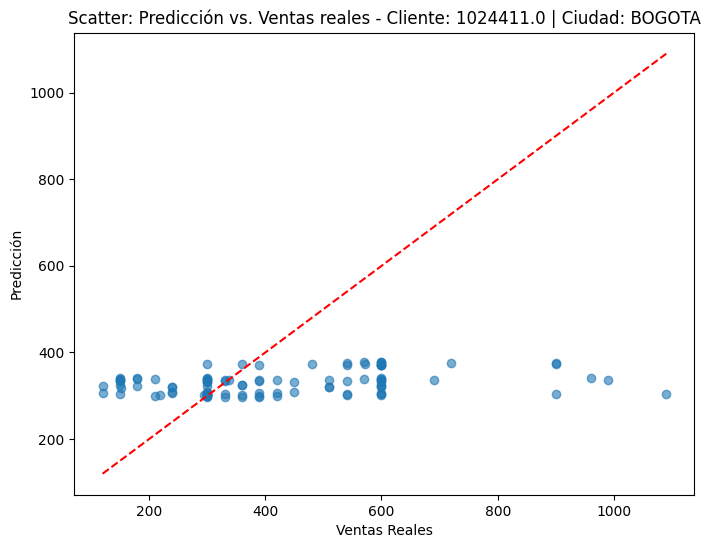 Scatter: Predicción vs. Ventas reales - Cliente: 1024411.0 | Ciudad: BOGOTA
1000
800
600
400
200
Predicción
200 400 600 800 1000
Ventas Reales